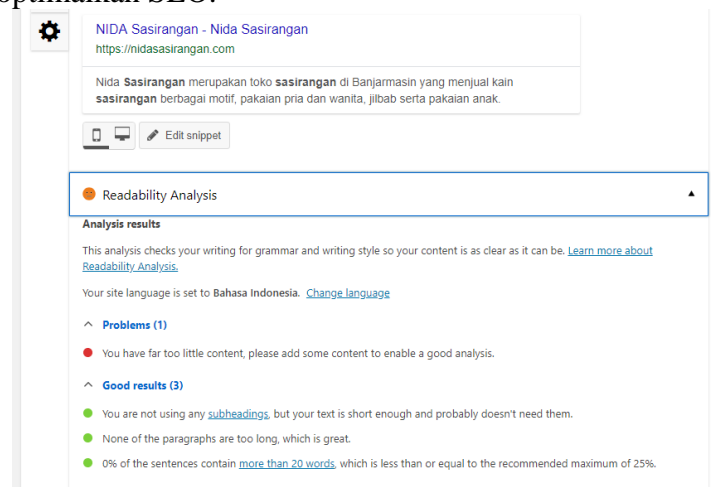 optimalkan SEO.
NIDA Sasirangan - Nida Sasirangan
https://nidasasirangan.com
Nida Sasirangan merupakan toko sasirangan di Banjarmasin yang menjual kain
sasirangan berbagai motif, pakaian pria dan wanita, jilbab serta pakaian anak.
Edit snippet
Readability Analysis
Analysis results
This analysis checks your writing for grammar and writing style so your content is as clear as it can be. Learn more about
Readability Analysis.
Your site language is set to Bahasa Indonesia. Change language
Problems (1)
You have far too little content, please add some content to enable a good analysis.
Good results (3)
You are not using any subheadings, but your text is short enough and probably doesn't need them.
None of the paragraphs are too long, which is great.
0% of the sentences contain more than 20 words, which is less than or equal to the recommended maximum of 25%.